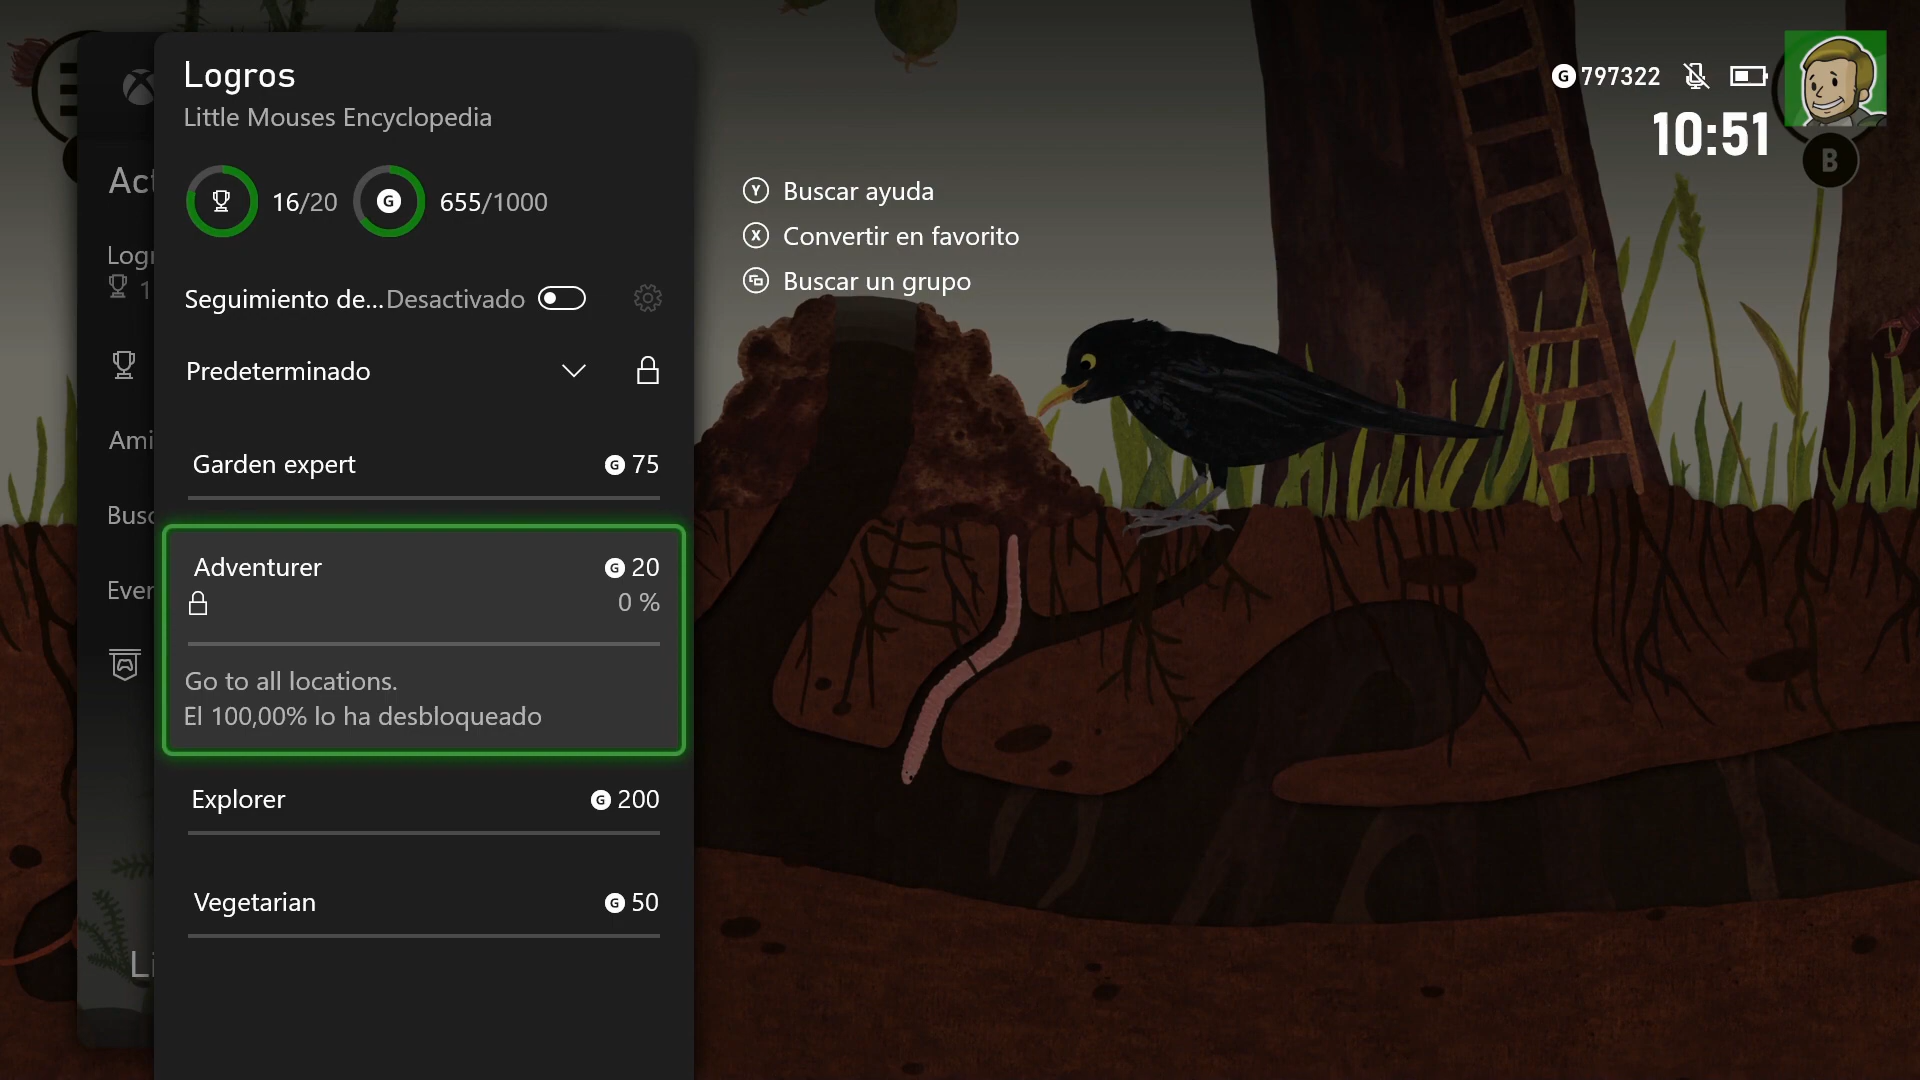 Logros
Little Mouses Encyclopedia
16/20
655/1000
Seguimiento de... Desactivado
Predeterminado
Garden expert
G 75
Adventurer
G 20
0 %
Go to all locations.
El 100,00% lo ha desbloqueado
Explorer
G 200
Vegetarian
G 50
Y Buscar ayuda
X Convertir en favorito
Buscar un grupo
G 797322
10:51
B
Act
Logr
1
Ami
Busc
Ever
Li